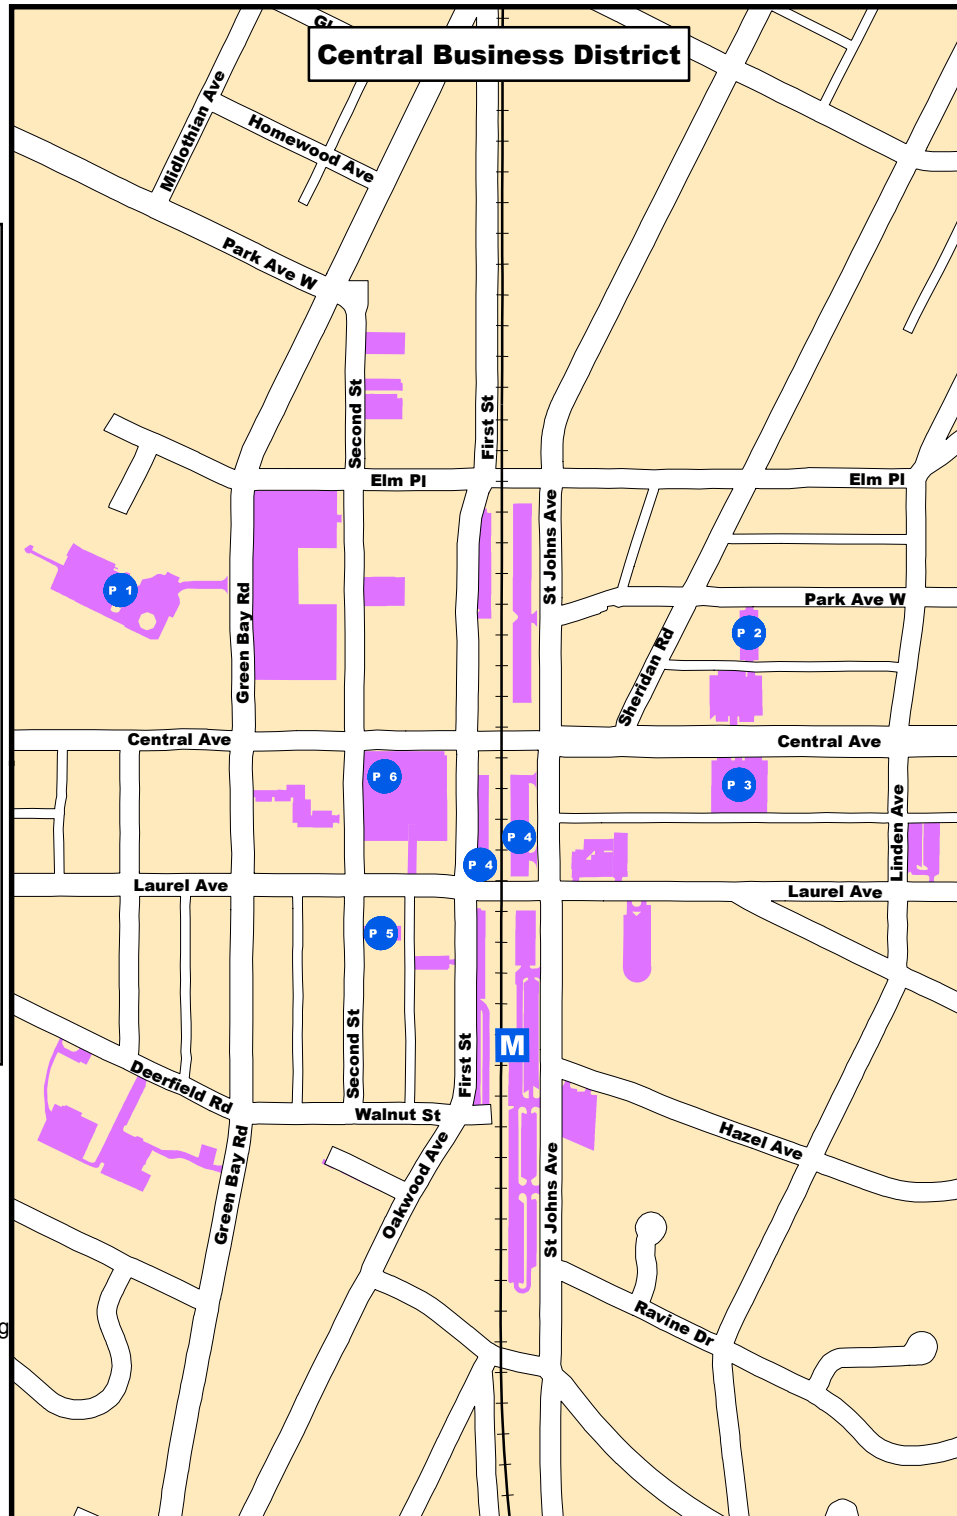 Central Business District
Midlothian Ave
Homewood Ave
Park Ave W
Second St
First St
Elm Pl
Elm Pl
St Johns Ave
P 1
Green Bay Rd
Park Ave W
P 2
Sheridan Rd
Central Ave
Central Ave
P 6
P 3
Linden Ave
P 4
P 4
Laurel Ave
Laurel Ave
P 5
Second St
First St
M
Deerfield Rd
Walnut St
Hazel Ave
Green Bay Rd
Oakwood Ave
St Johns Ave
Ravine Dr
g